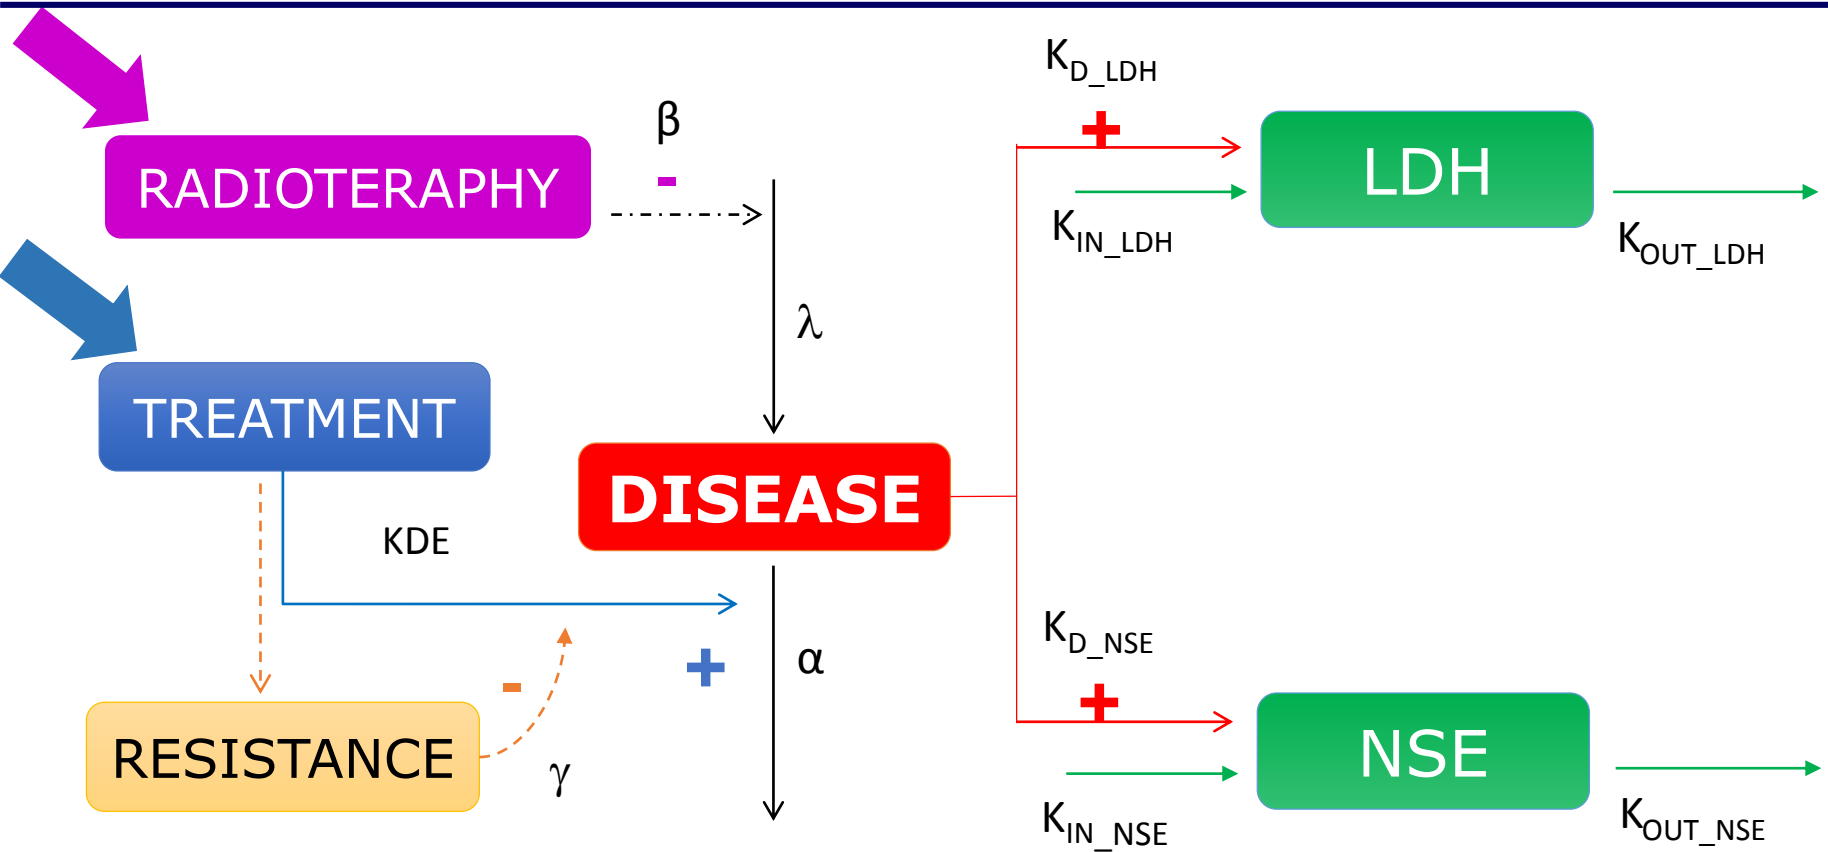 RADIOTERAPHY
β
-
λ
TREATMENT
KDE
DISEASE
+
α
RESISTANCE
-
γ
K_D_LDH
+
LDH
K_IN_LDH
K_OUT_LDH
K_D_NSE
+
NSE
K_IN_NSE
K_OUT_NSE